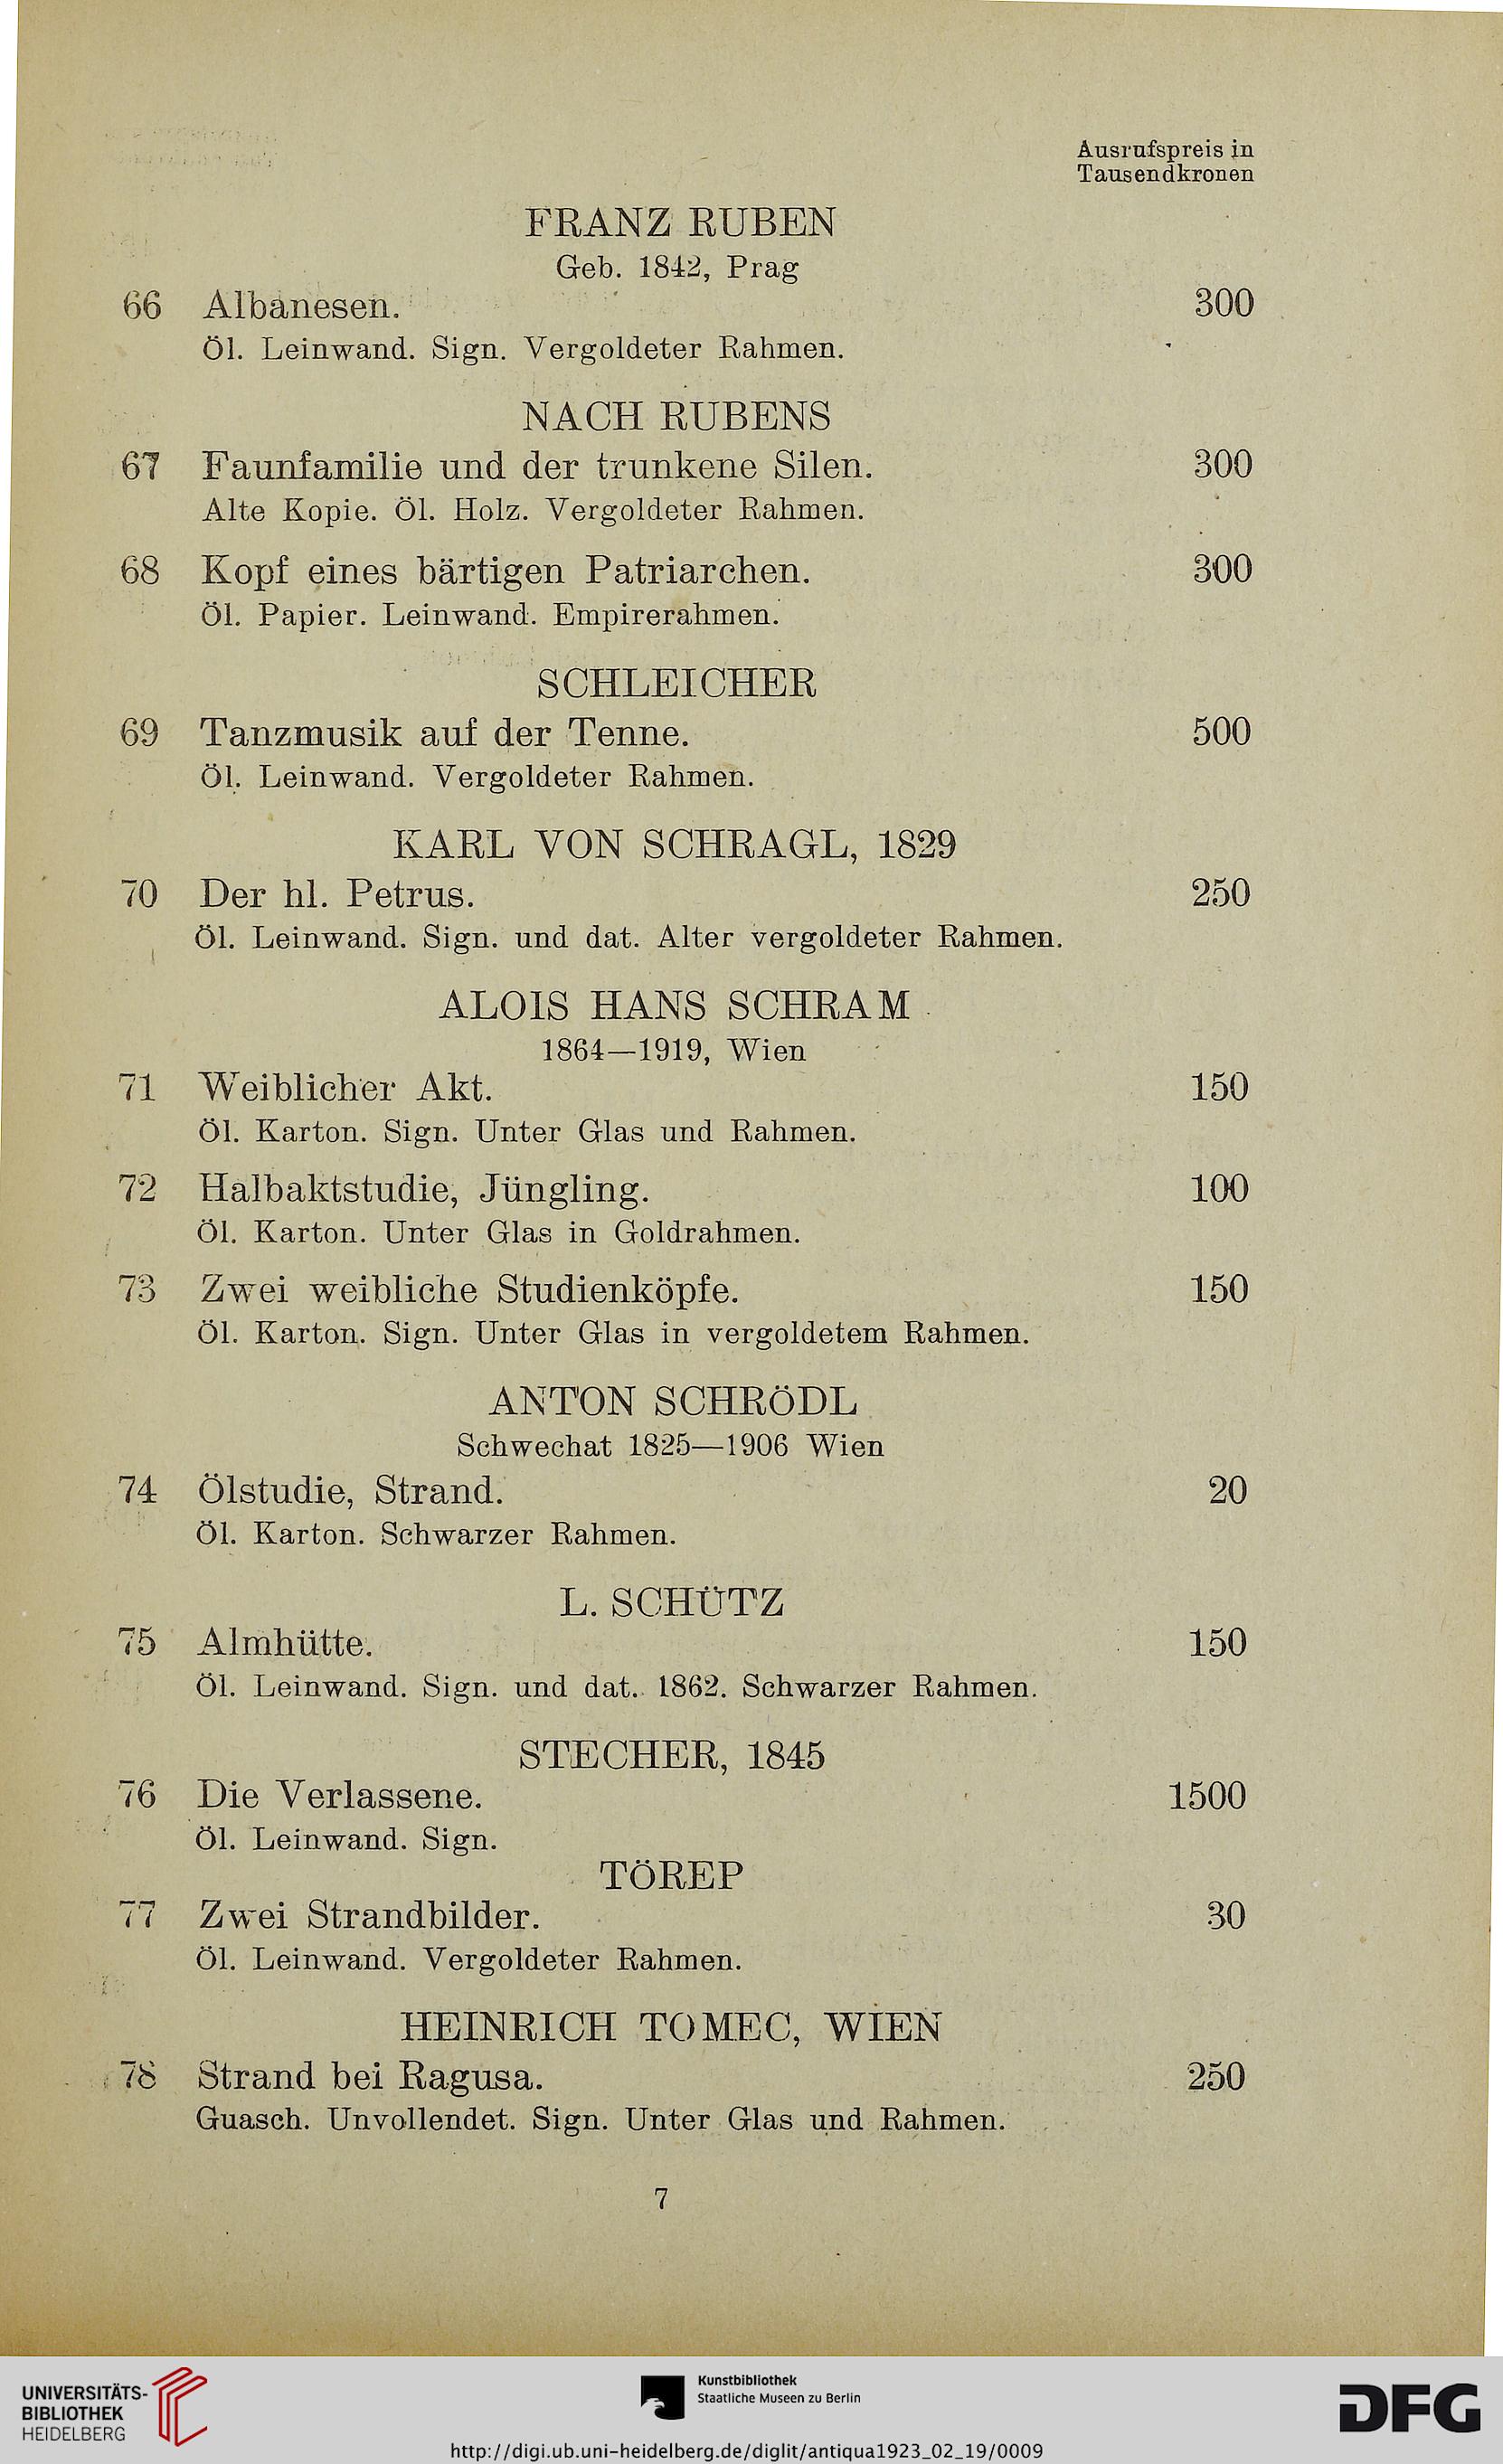 Ausrufspreis in
Tausendkronen
FRANZ RUBEN
Geb. 1842, Prag
66 Albanesen. 300
Öl. Leinwand. Sign. Vergoldeter Rahmen.
NACH RUBENS
67 Faunfamilie und der trunkene Silen. 300
Alte Kopie. Öl. Holz. Vergoldeter Rahmen.
68 Kopf eines bärtigen Patriarchen. 300
Öl. Papier. Leinwand. Empirerahmen.
SCHLEICHER
69 Tanzmusik auf der Tenne. 500
Öl. Leinwand. Vergoldeter Rahmen.
KARL VON SCHRAGL, 1829
70 Der hl. Petrus. 250
Öl. Leinwand. Sign. und dat. Alter vergoldeter Rahmen.
ALOIS HANS SCHRAM
1864—1919, Wien
71 Weiblicher Akt. 150
Öl. Karton. Sign. Unter Glas und Rahmen.
72 Halbaktstudie, Jüngling. 100
Öl. Karton. Unter Glas in Goldrahmen.
73 Zwei weibliche Studienköpfe. 150
Öl. Karton. Sign. Unter Glas in vergoldetem Rahmen.
ANTON SCHRÖDL
Schwechat 1825—1906 Wien
74 Ölstudie, Strand. 20
Öl. Karton. Schwarzer Rahmen.
L. SCHÜTZ
75 Almhütte. 150
Öl. Leinwand. Sign. und dat. 1862. Schwarzer Rahmen.
STECHER, 1845
76 Die Verlassene. 1500
Öl. Leinwand. Sign.
TÖREP
77 Zwei Strandbilder. 30
Öl. Leinwand. Vergoldeter Rahmen.
HEINRICH TOMEC, WIEN
78 Strand bei Ragusa. 250
Guasch. Unvollendet. Sign. Unter Glas und Rahmen.
7
UNIVERSITÄTS-
BIBLIOTHEK
HEIDELBERG
Kunstbibliothek
Staatliche Museen zu Berlin
DFG
http://digi.ub.uni-heidelberg.de/diglit/antiqua1923_02_19/0009